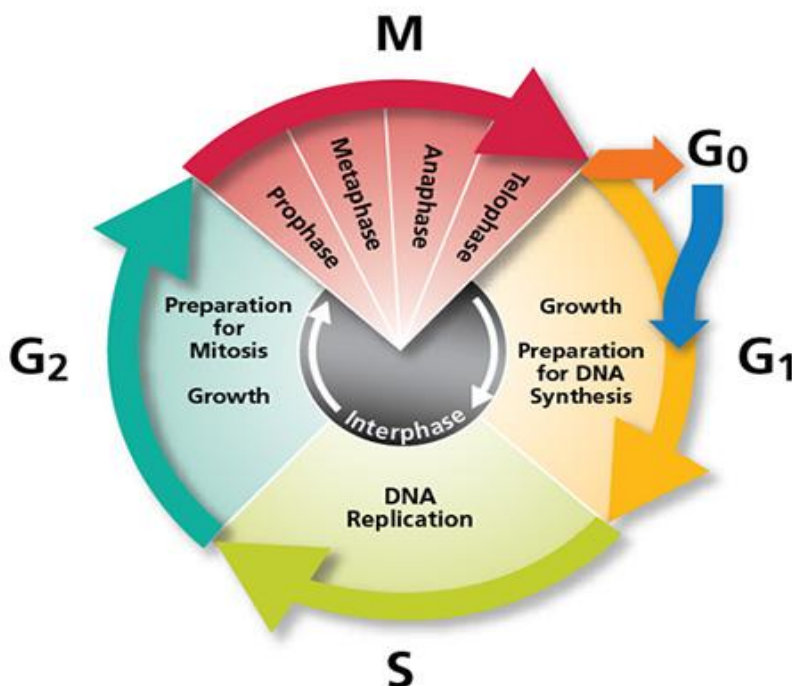 M
Prophase
Metaphase
Anaphase
Telophase
G0
Growth
Preparation
for DNA
Synthesis
G1
DNA
Replication
S
Preparation
for
Mitosis
Growth
G2
Interphase